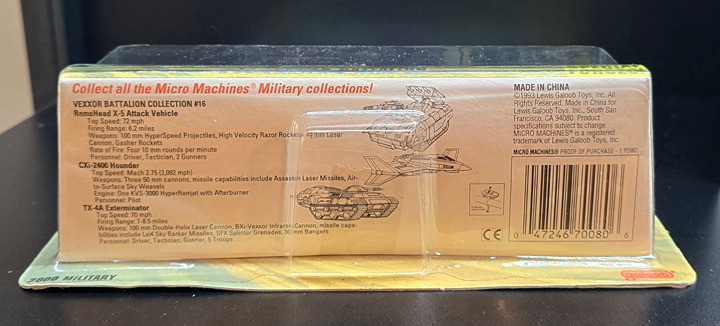 Collect all the Micro Machines® Military collections!
VEXXOR BATTALION COLLECTION #16
RamsHead X-5 Attack Vehicle
Top Speed: 72 mph
Firing Range: 6.2 miles
Weapons: 100 mm HyperSpeed Projectiles, High Velocity Razor Rockets, mm Laser
Cannon, Gasher Rockets
Rate of Fire: Four 10 mm rounds per minute
Personnel: Driver, Tactician, 2 Gunners
CXi-2400 Hounder
Top Speed: Mach 2.75 (2,092 mph)
Weapons: Three 50 mm cannons, missile capabilities include Assassin Laser Missiles, Air-
to-Surface Sky Weasels
Engine: One KVS-3000 HyperRamjet with Afterburner
Personnel: Pilot
TX-4A Exterminator
Top Speed: 70 mph
Firing Range: 7-8.5 miles
Weapons: 100 mm Double-Helix Laser Cannon, BXi-Vexxor Infrared Cannon, missile capa-
bilities include Lxi4 Sky Barker Missiles, SFX Splinter Grenades, mm Bangers
Personnel: Driver, Tactician, Gunner, 5 Troops
MADE IN CHINA
©1993 Lewis Galoob Toys, Inc. All
Rights Reserved. Made in China for
Lewis Galoob Toys, Inc., South San
Francisco, CA 94080. Product
specifications subject to change.
MICRO MACHINES® is a registered
trademark of Lewis Galoob Toys, Inc.
MICRO MACHINES® PROOF OF PURCHASE - 1 POINT
CE
0 47246 70080 6
2000 MILITARY
galoob